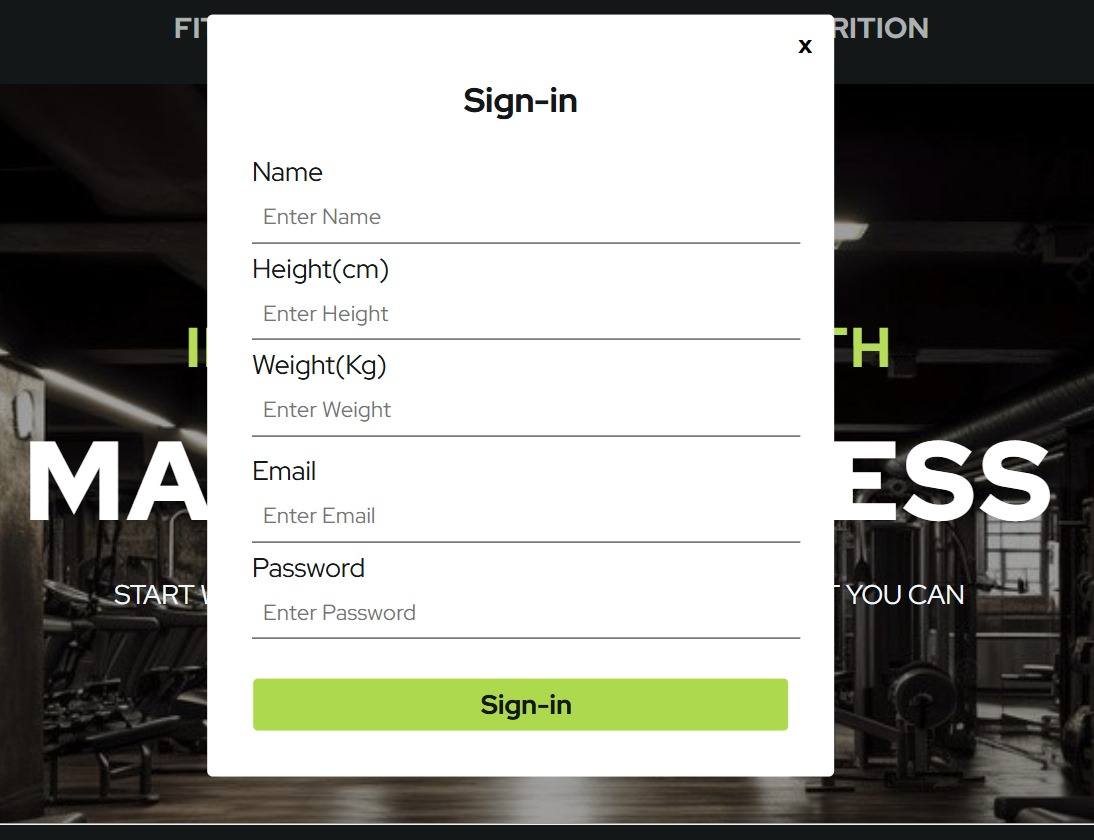 FIT
RITION
x
Sign-in
Name
Enter Name
Height(cm)
Enter Height
TH
Weight(Kg)
Enter Weight
MA
ESS
Email
Enter Email
Password
START
YOU CAN
Enter Password
Sign-in